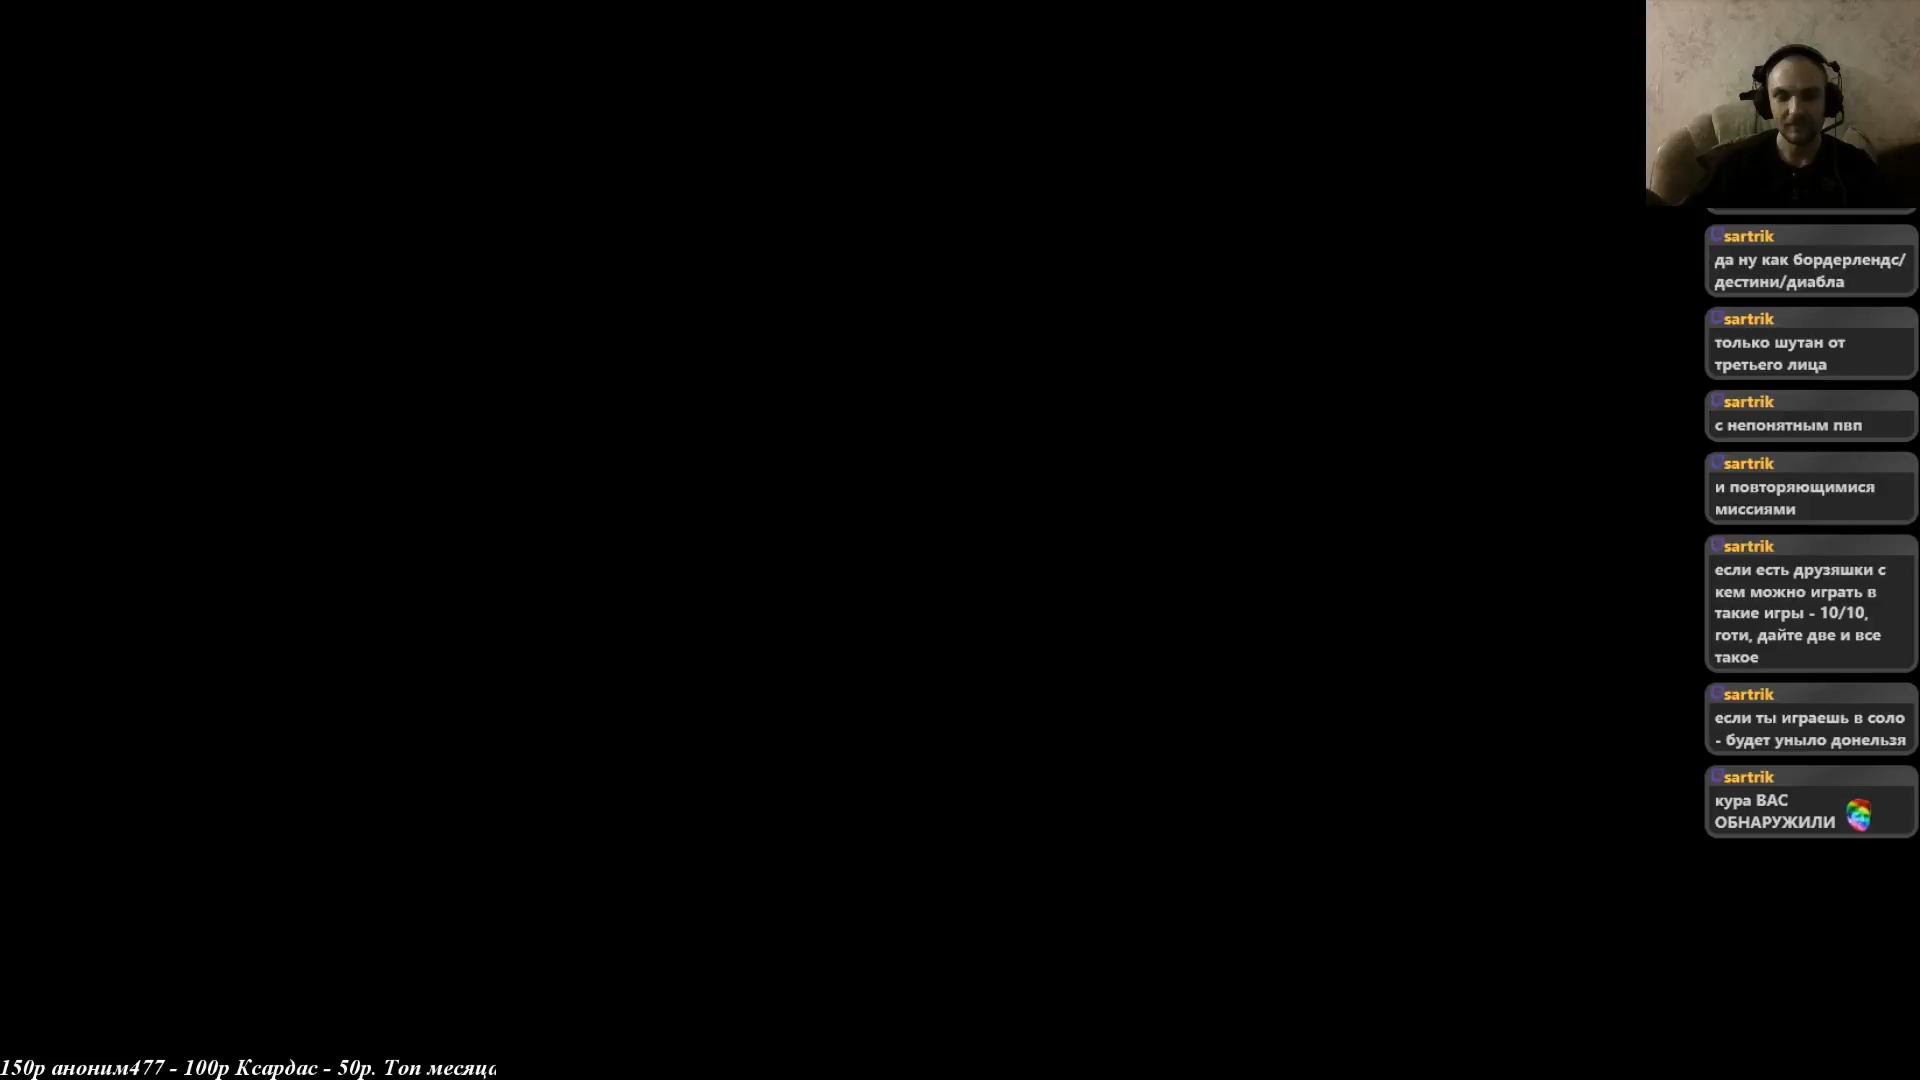 sartrik
да ну как бордерлендс/
дестини/диабла
sartrik
только шутан от
третьего лица
sartrik
с непонятным пвп
sartrik
и повторяющимися
миссиями
sartrik
если есть друзяшки с
кем можно играть в
такие игры - 10/10,
готи, дайте две и все
такое
sartrik
если ты играешь в соло
- будет уныло донельзя
sartrik
кура ВАС
ОБНАРУЖИЛИ
150р аноним477 - 100р Ксардас - 50р. Топ месяца